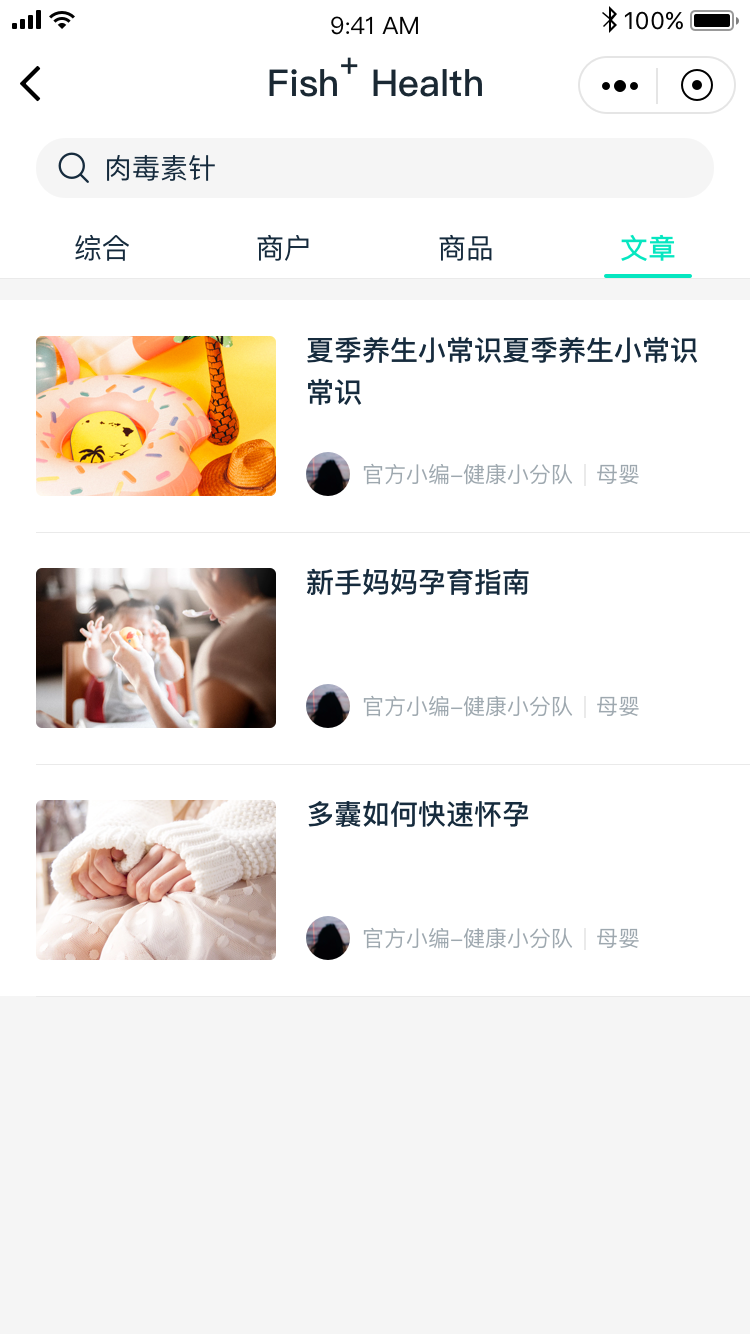 9:41 AM
100%
Fish+ Health
肉毒素针
综合
商户
商品
文章
夏季养生小常识夏季养生小常识
常识
官方小编–健康小分队
母婴
新手妈妈孕育指南
官方小编–健康小分队
母婴
多囊如何快速怀孕
官方小编–健康小分队
母婴